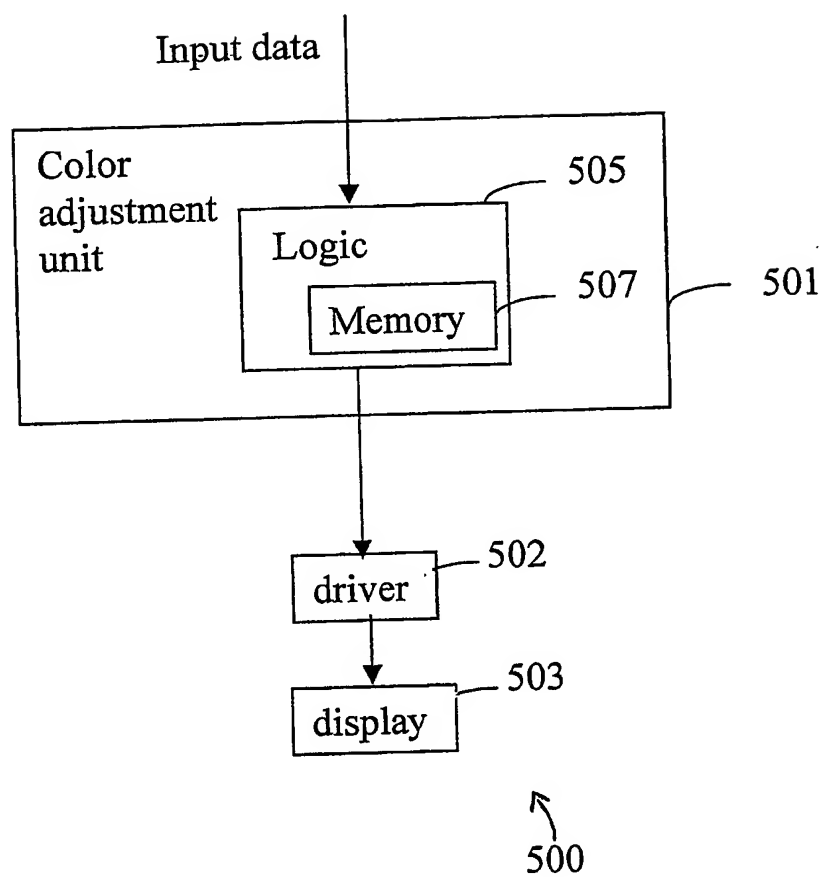 Input data
Color
adjustment
unit
505
Logic
507
501
Memory
502
driver
503
display
500